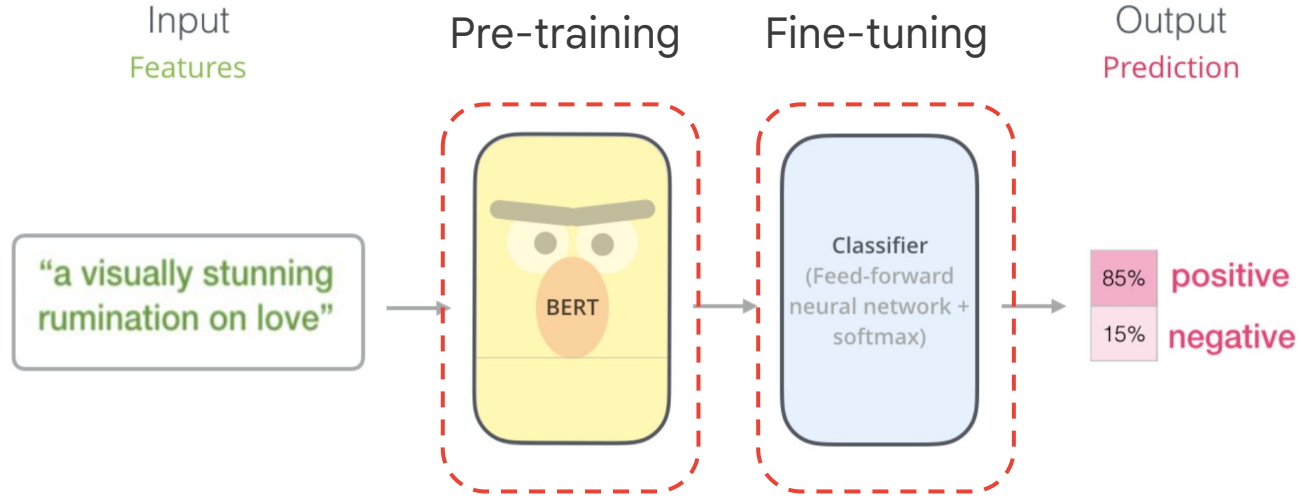 Input
Features
Pre-training
Fine-tuning
Output
Prediction
“a visually stunning
rumination on love”
BERT
Classifier
(Feed-forward
neural network +
softmax)
85% positive
15% negative